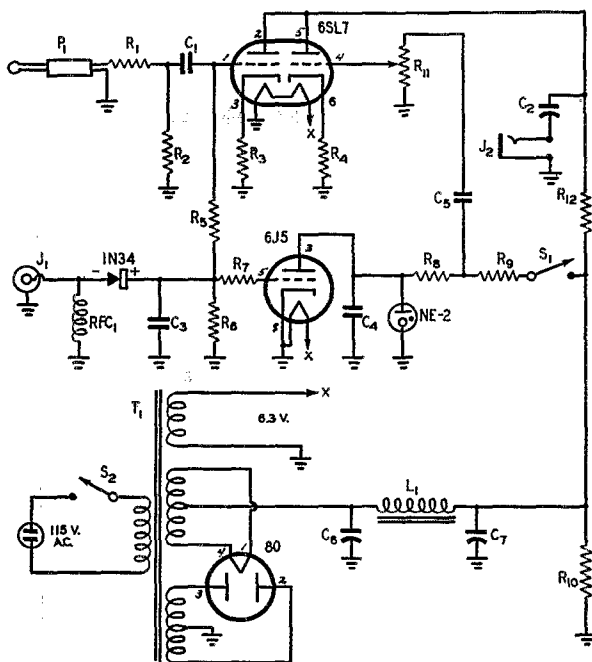 2 5 6SL7
P1 R1 C1 1 4 R11
3 6 C2
X J2
R2 R3 R4
C5 R12
R5 6J5
3
J1 1N34 R7 R8 R9 S1
- + 5
RFC1 C3 R6 8 C4 NE-2
X
T1 X
6.3 V.
S2 L1
115 V. A.C. C6 C7
4 1 80
3 2 R10